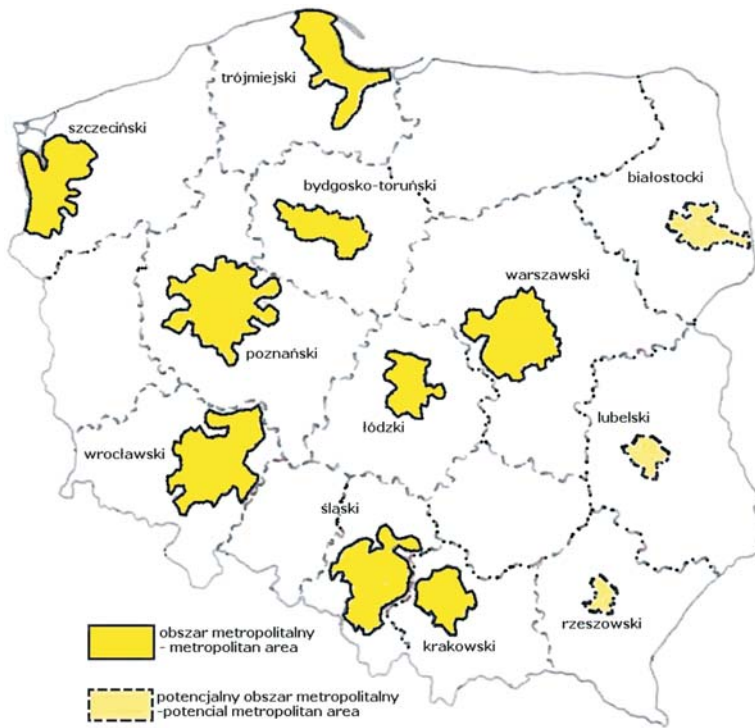 trójmiejski
szczeciński
bydgosko-toruński
białostocki
warszawski
poznański
łódzki
lubelski
wrocławski
śląski
krakowski
rzeszowski
obszar metropolitalny
- metropolitan area
potencjalny obszar metropolitalny
-potencial metropolitan area